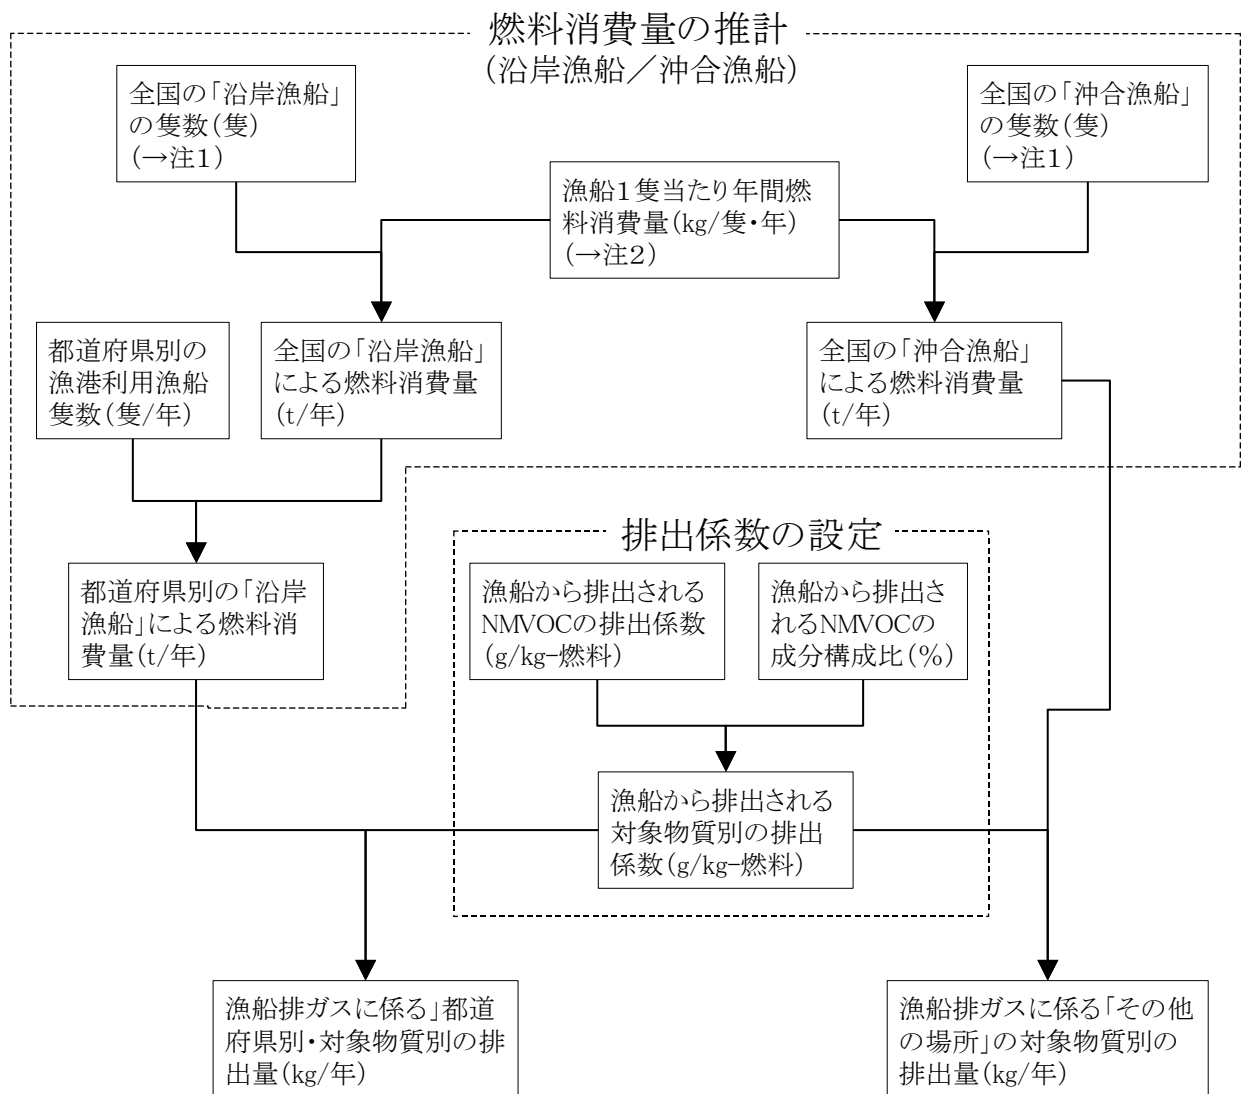 燃料消費量の推計
(沿岸漁船／沖合漁船)
全国の「沿岸漁船」
の隻数(隻)
(→注1)
全国の「沖合漁船」
の隻数(隻)
(→注1)
漁船1隻当たり年間燃
料消費量(kg/隻・年)
(→注2)
都道府県別の
漁港利用漁船
隻数(隻/年)
全国の「沿岸漁船」
による燃料消費量
(t/年)
全国の「沖合漁船」
による燃料消費量
(t/年)
排出係数の設定
都道府県別の「沿岸
漁船」による燃料消
費量(t/年)
漁船から排出される
NMVOCの排出係数
(g/kg-燃料)
漁船から排出さ
れるNMVOCの
成分構成比(%)
漁船から排出される
対象物質別の排出
係数(g/kg-燃料)
漁船排ガスに係る」都道
府県別・対象物質別の排
出量(kg/年)
漁船排ガスに係る「その他
の場所」の対象物質別の
排出量(kg/年)